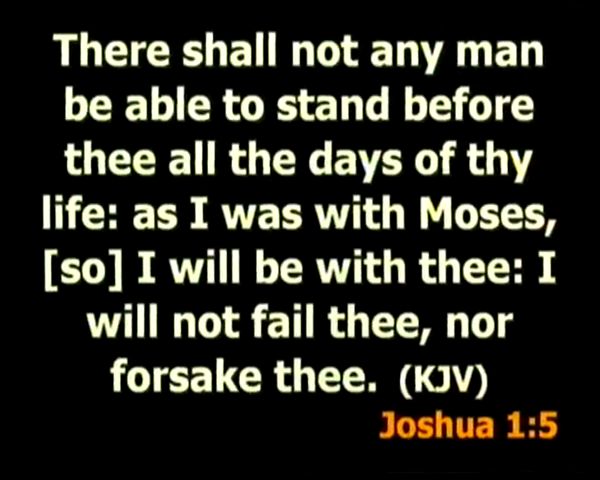 There shall not any man
be able to stand before
thee all the days of thy
life: as I was with Moses,
[so] I will be with thee: I
will not fail thee, nor
forsake thee. (KJV)
Joshua 1:5